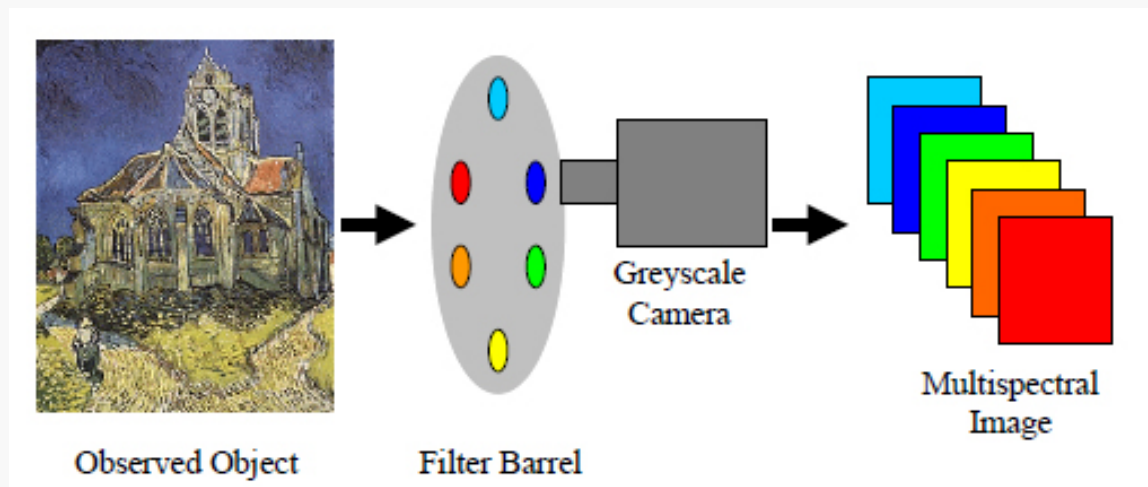 Greyscale
Camera
Multispectral
Image
Observed Object
Filter Barrel